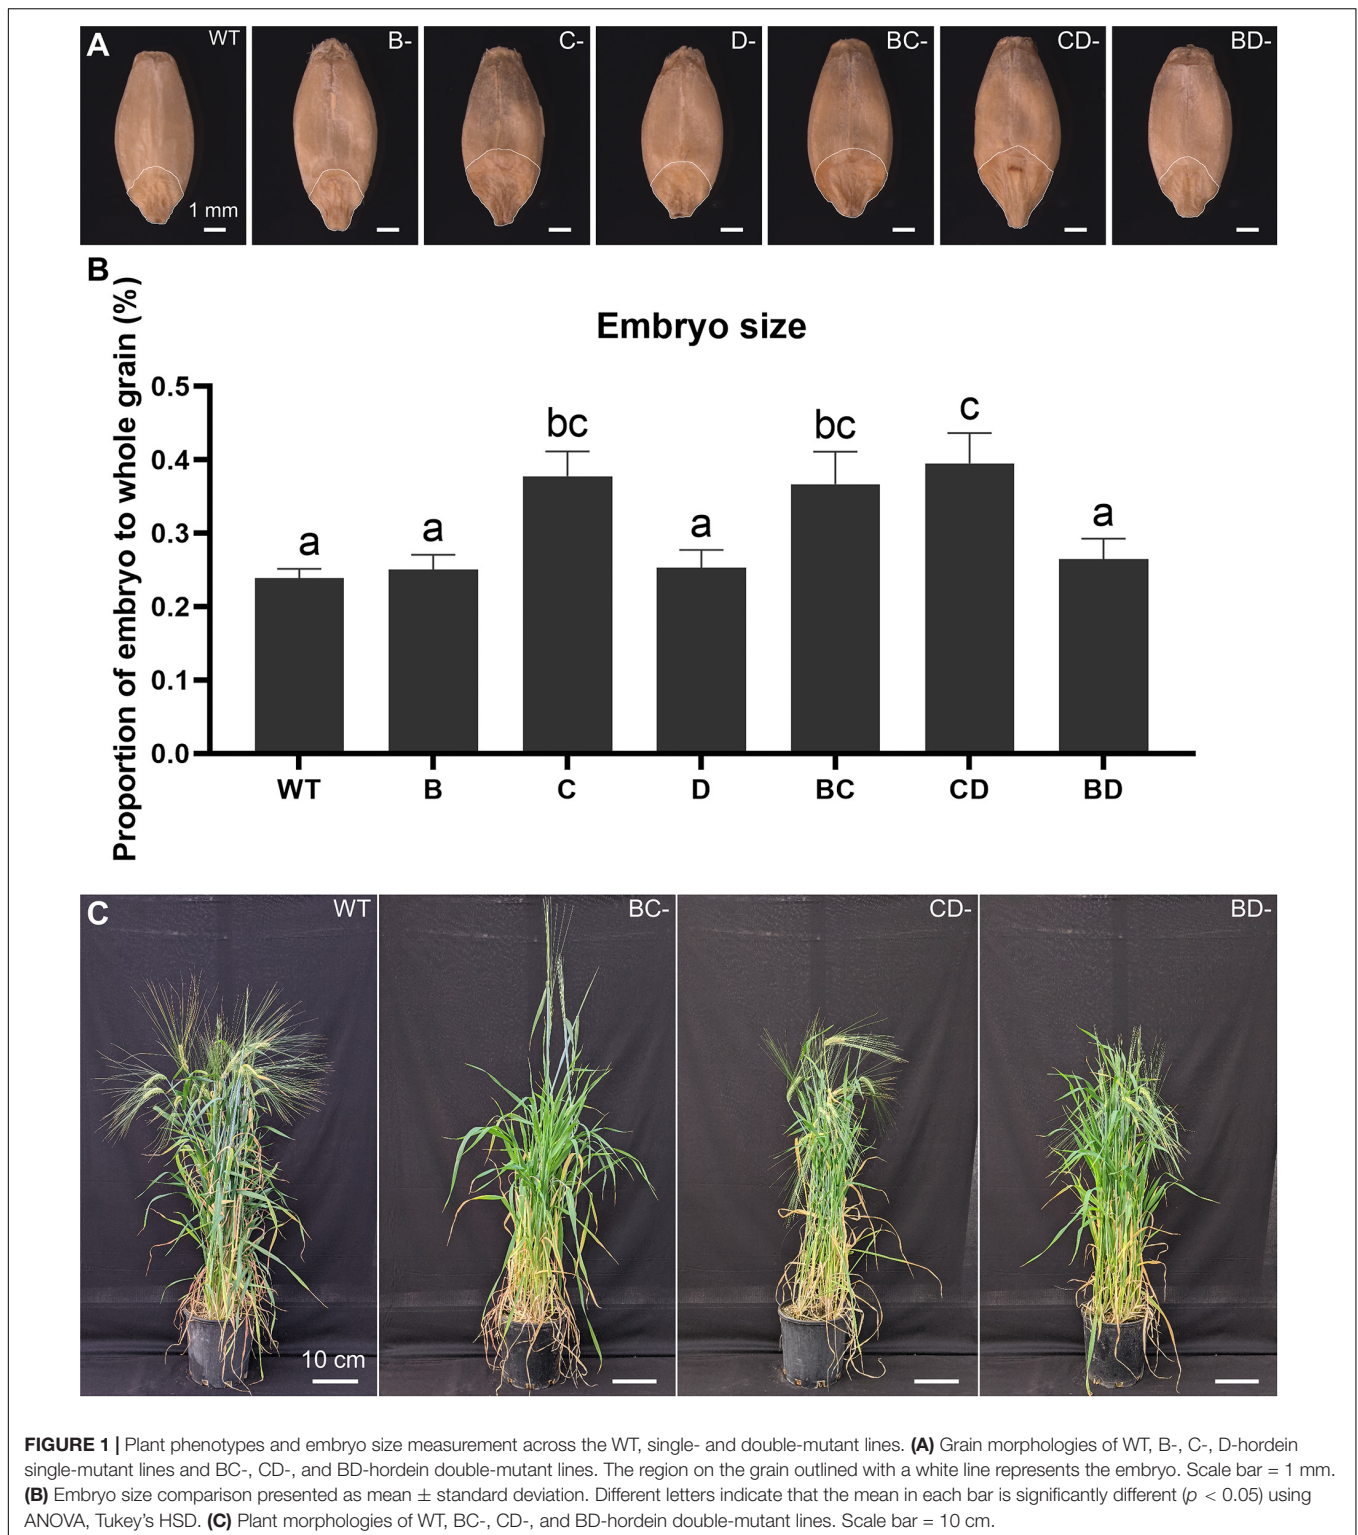 A
WT
B-
C-
D-
BC-
CD-
BD-
1 mm
B
Embryo size
Proportion of embryo to whole grain (%)
0.5
0.4
0.3
0.2
0.1
0.0
a
a
bc
a
bc
c
a
WT
B
C
D
BC
CD
BD
C
WT
BC-
CD-
BD-
10 cm
FIGURE 1 | Plant phenotypes and embryo size measurement across the WT, single- and double-mutant lines. (A) Grain morphologies of WT, B-, C-, D-hordein
single-mutant lines and BC-, CD-, and BD-hordein double-mutant lines. The region on the grain outlined with a white line represents the embryo. Scale bar = 1 mm.
(B) Embryo size comparison presented as mean ± standard deviation. Different letters indicate that the mean in each bar is significantly different (p < 0.05) using
ANOVA, Tukey's HSD. (C) Plant morphologies of WT, BC-, CD-, and BD-hordein double-mutant lines. Scale bar = 10 cm.